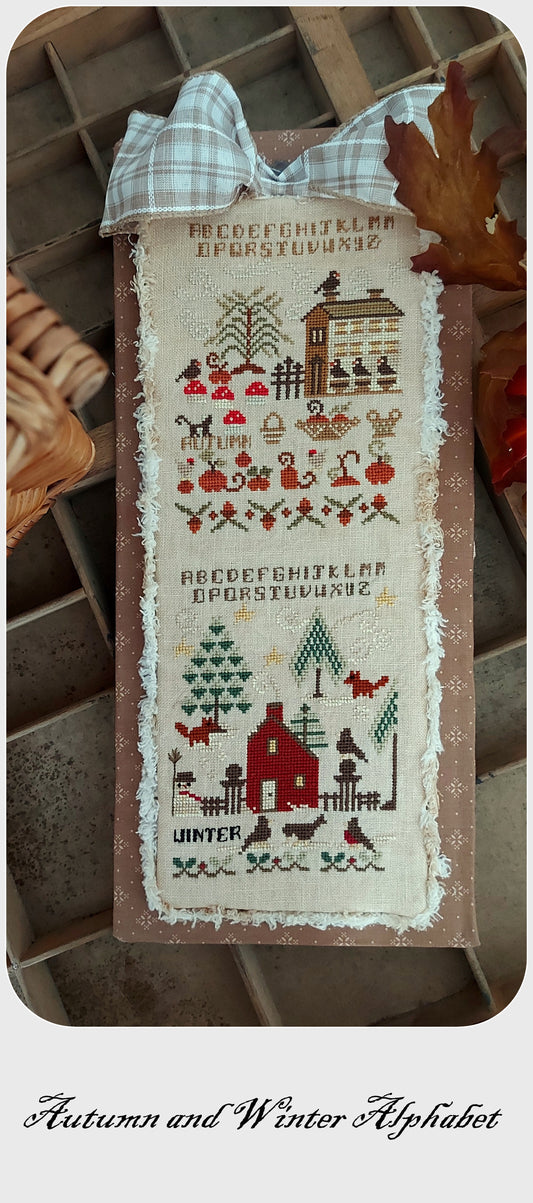 ABCDEFGHIJKLMN
OPQRSTUVWXYZ
AUTUMN
ABCDEFGHIJKLMN
OPQRSTUVWXYZ
WINTER
Autumn and Winter Alphabet